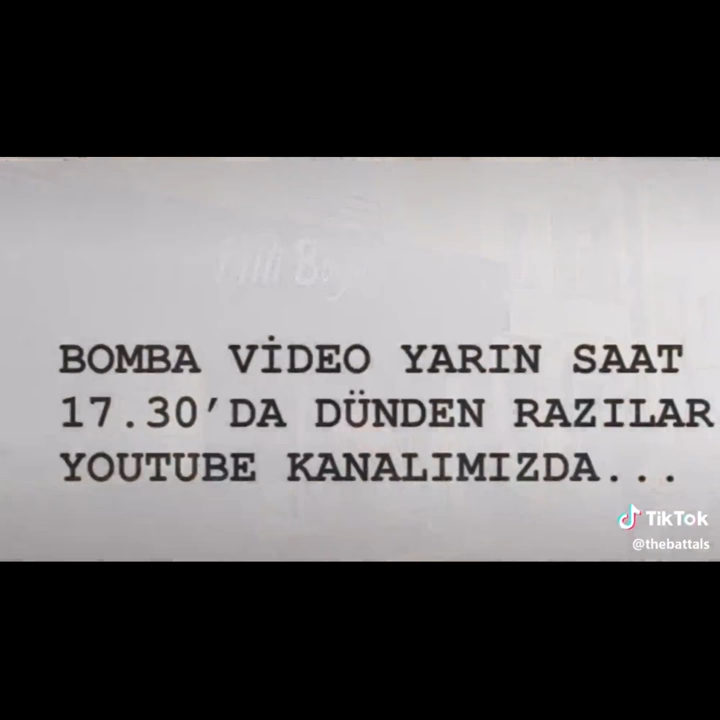 BOMBA VİDEO YARIN SAAT
17.30'DA DÜNDEN RAZILAR
YOUTUBE KANALIMIZDA...
TikTok
@thebattals